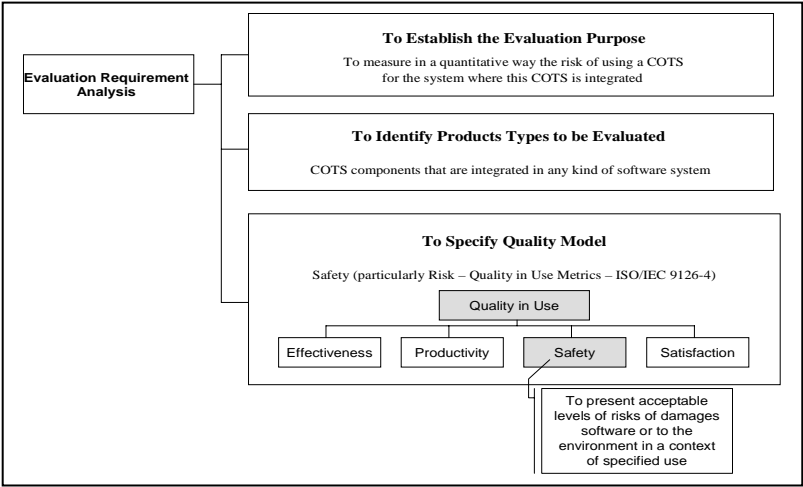 Evaluation Requirement
Analysis
To Establish the Evaluation Purpose
To measure in a quantitative way the risk of using a COTS
for the system where this COTS is integrated
To Identify Products Types to be Evaluated
COTS components that are integrated in any kind of software system
To Specify Quality Model
Safety (particularly Risk – Quality in Use Metrics – ISO/IEC 9126-4)
Quality in Use
Effectiveness
Productivity
Safety
Satisfaction
To present acceptable
levels of risks of damages
software or to the
environment in a context
of specified use